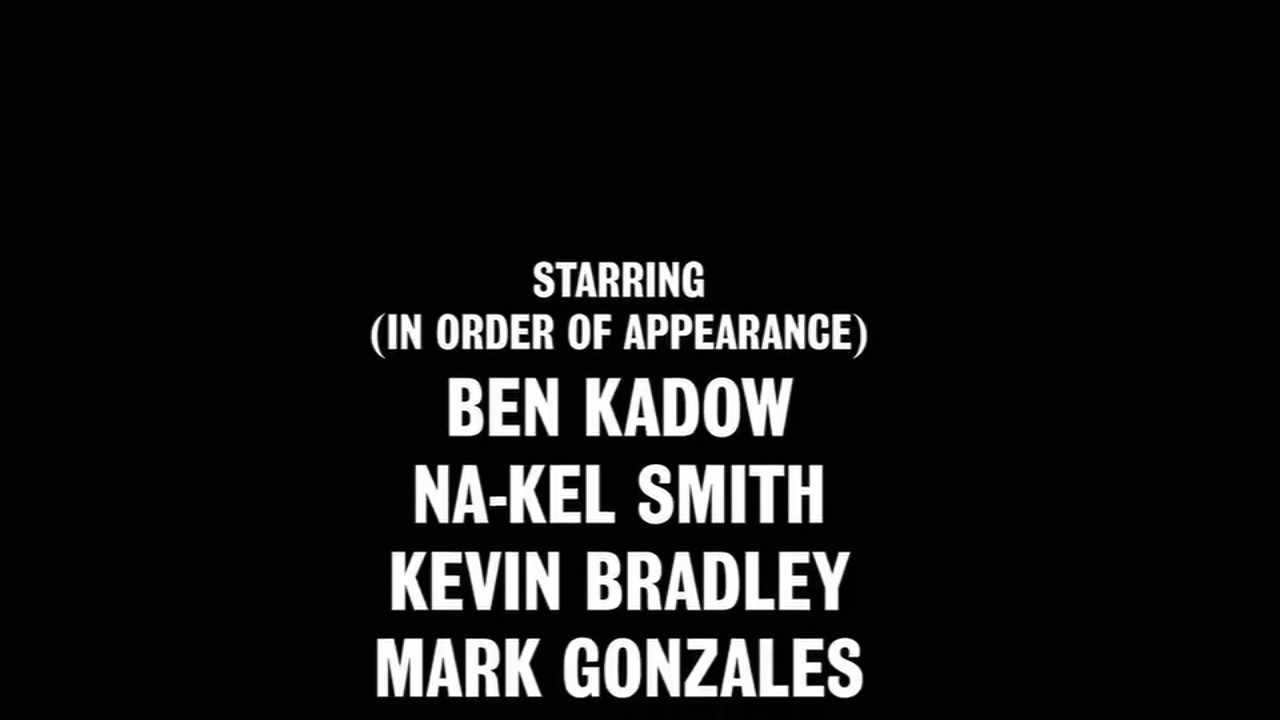 STARRING
(IN ORDER OF APPEARANCE)
BEN KADOW
NA-KEL SMITH
KEVIN BRADLEY
MARK GONZALES